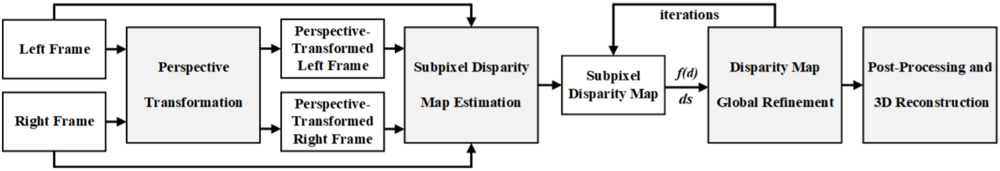 Left Frame
Right Frame
Perspective
Transformation
Perspective-
Transformed
Left Frame
Perspective-
Transformed
Right Frame
Subpixel Disparity
Map Estimation
Subpixel
Disparity Map
f(d)
ds
iterations
Disparity Map
Global Refinement
Post-Processing and
3D Reconstruction